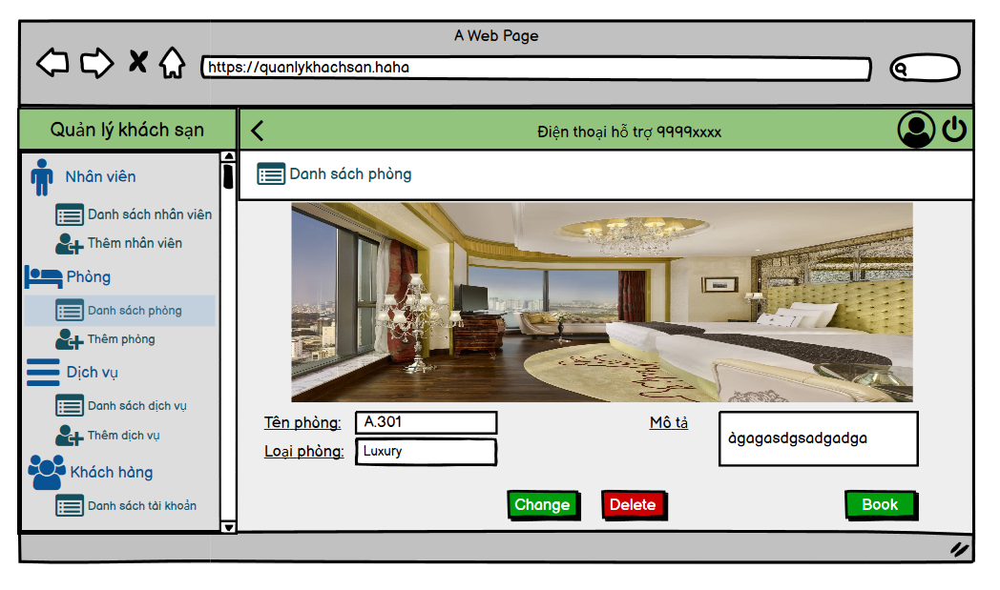 A Web Page
https://quanlykhachsan.haha
Quản lý khách sạn
Điện thoại hỗ trợ 9999xxxx
Nhân viên
Danh sách nhân viên
Thêm nhân viên
Phòng
Danh sách phòng
Thêm phòng
Dịch vụ
Danh sách dịch vụ
Thêm dịch vụ
Khách hàng
Danh sách tài khoản
Danh sách phòng
Tên phòng: A.301
Loại phòng: Luxury
Mô tả
àgagasdgsadgadga
Change Delete Book